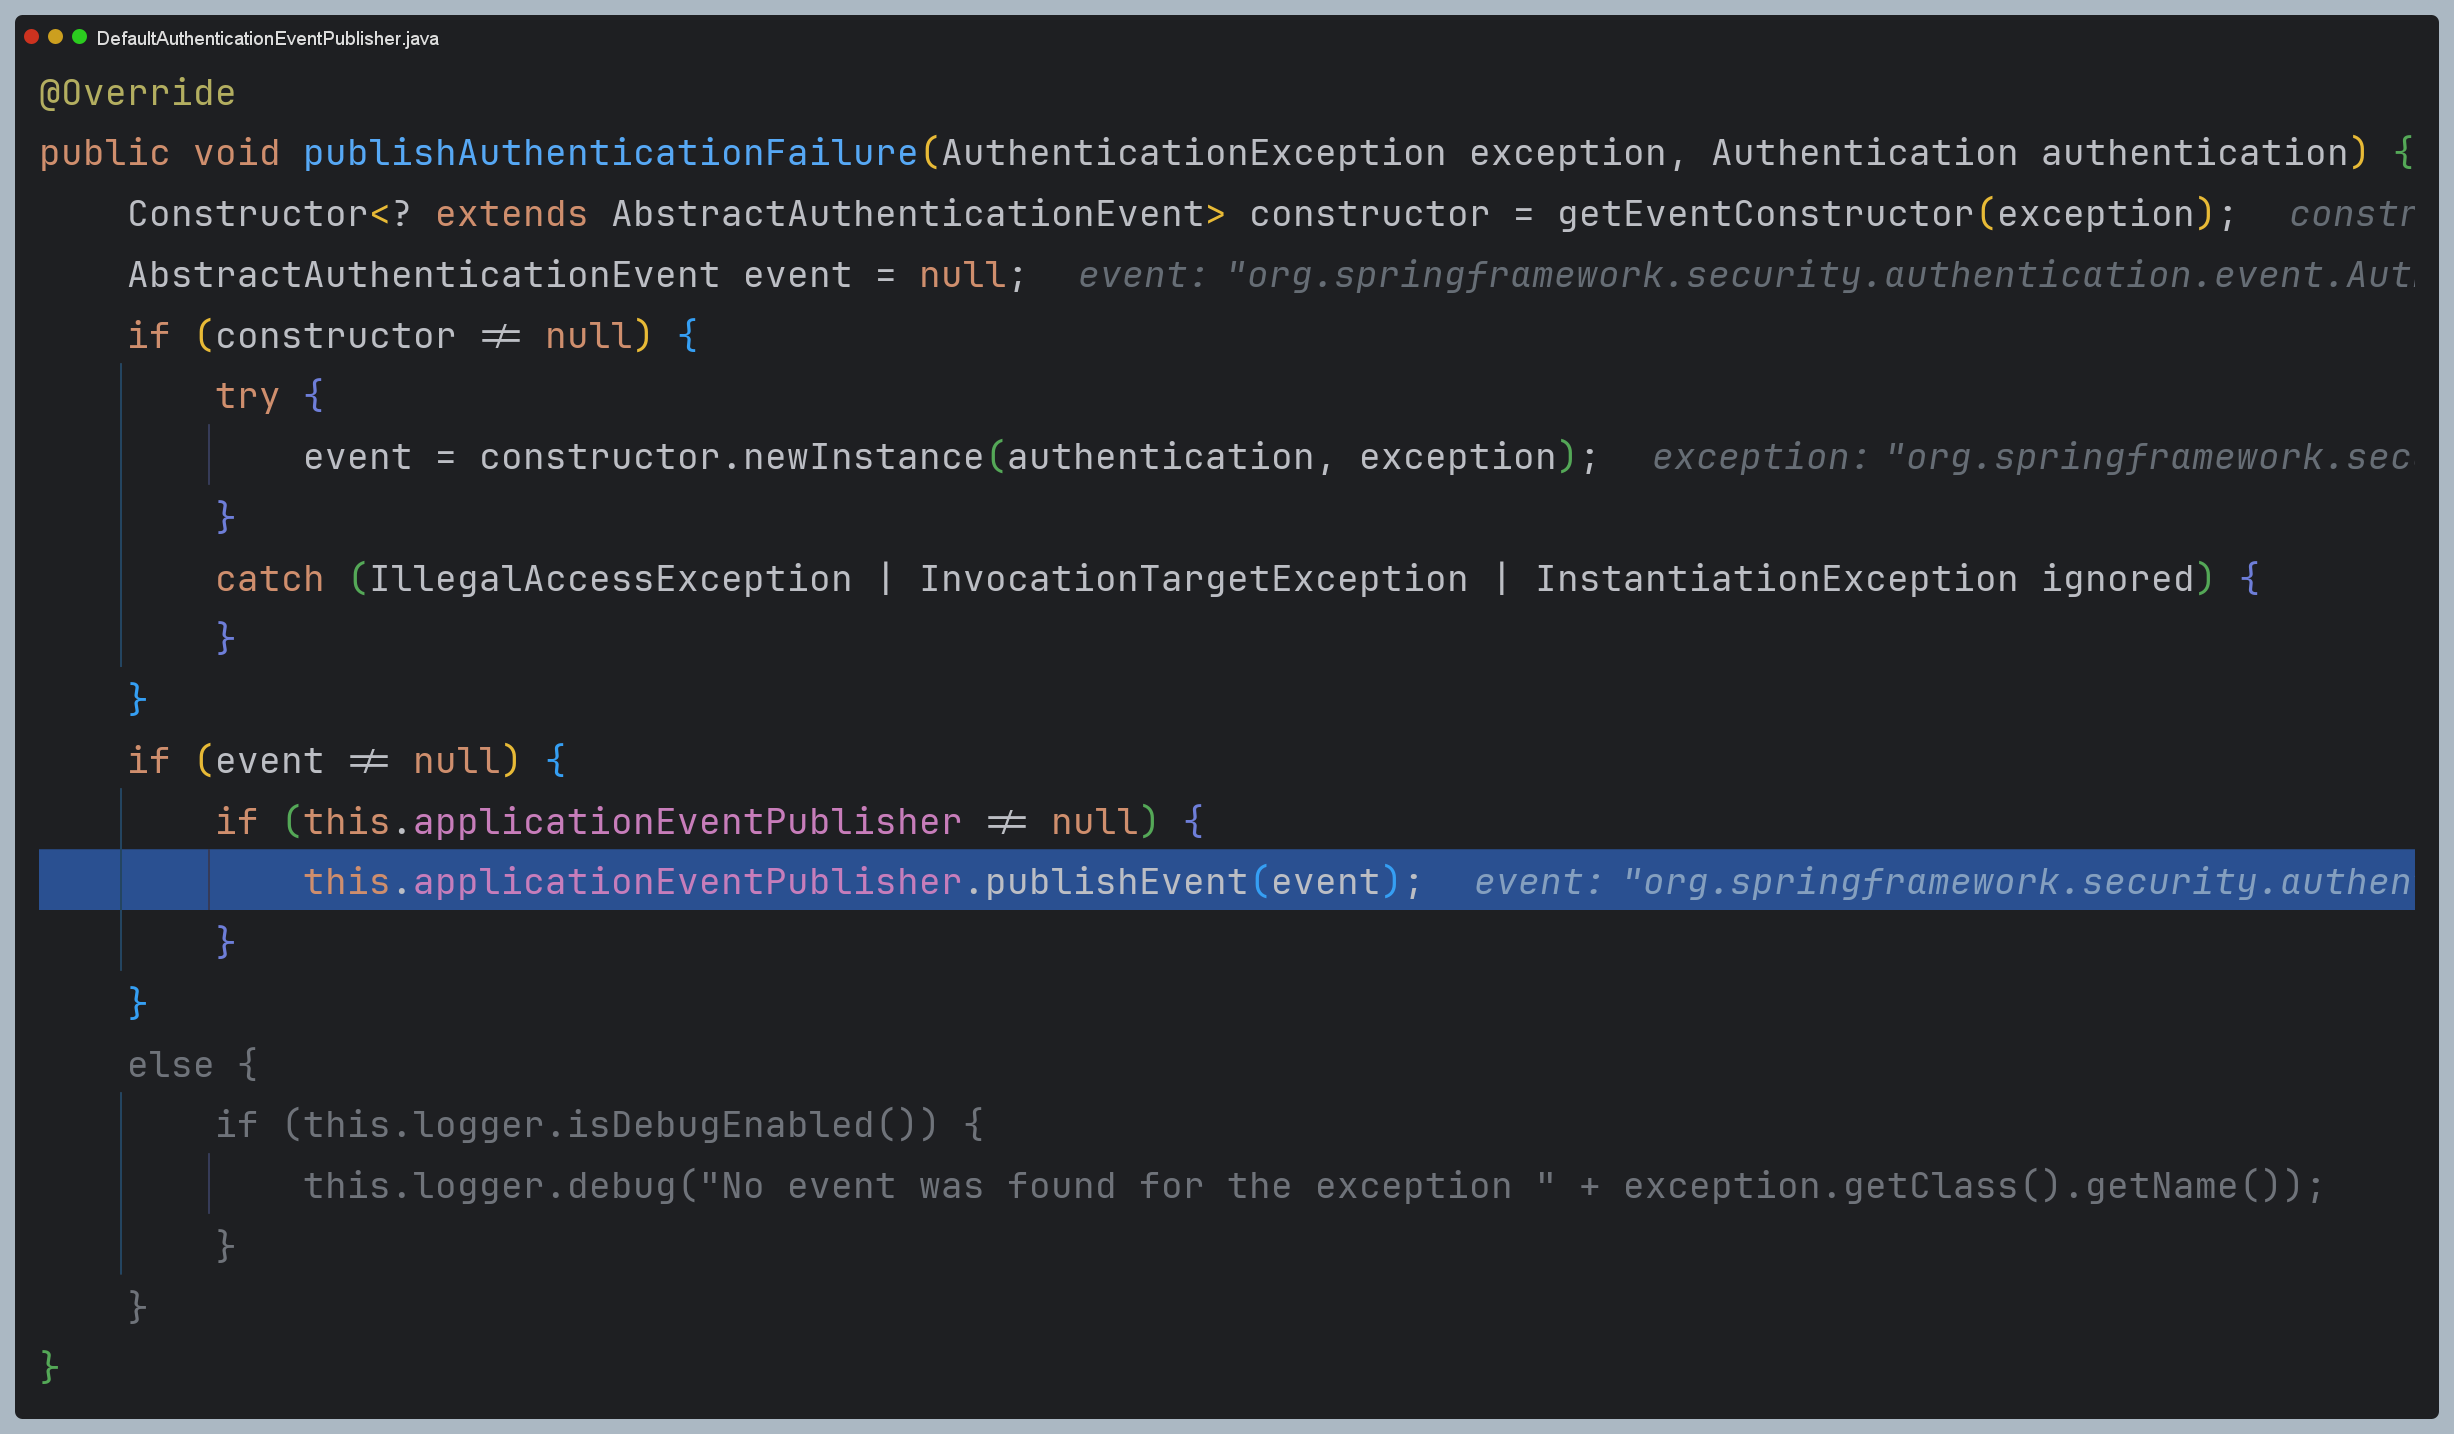 DefaultAuthenticationEventPublisher.java
@Override
public void publishAuthenticationFailure(AuthenticationException exception, Authentication authentication) {
    Constructor<? extends AbstractAuthenticationEvent> constructor = getEventConstructor(exception);   constr
    AbstractAuthenticationEvent event = null;   event: "org.springframework.security.authentication.event.Aut
    if (constructor ≠ null) {
        try {
            event = constructor.newInstance(authentication, exception);   exception: "org.springframework.sec
        }
        catch (IllegalAccessException | InvocationTargetException | InstantiationException ignored) {
        }
    }
    if (event ≠ null) {
        if (this.applicationEventPublisher ≠ null) {
            this.applicationEventPublisher.publishEvent(event);   event: "org.springframework.security.authen
        }
    }
    else {
        if (this.logger.isDebugEnabled()) {
            this.logger.debug("No event was found for the exception " + exception.getClass().getName());
        }
    }
}